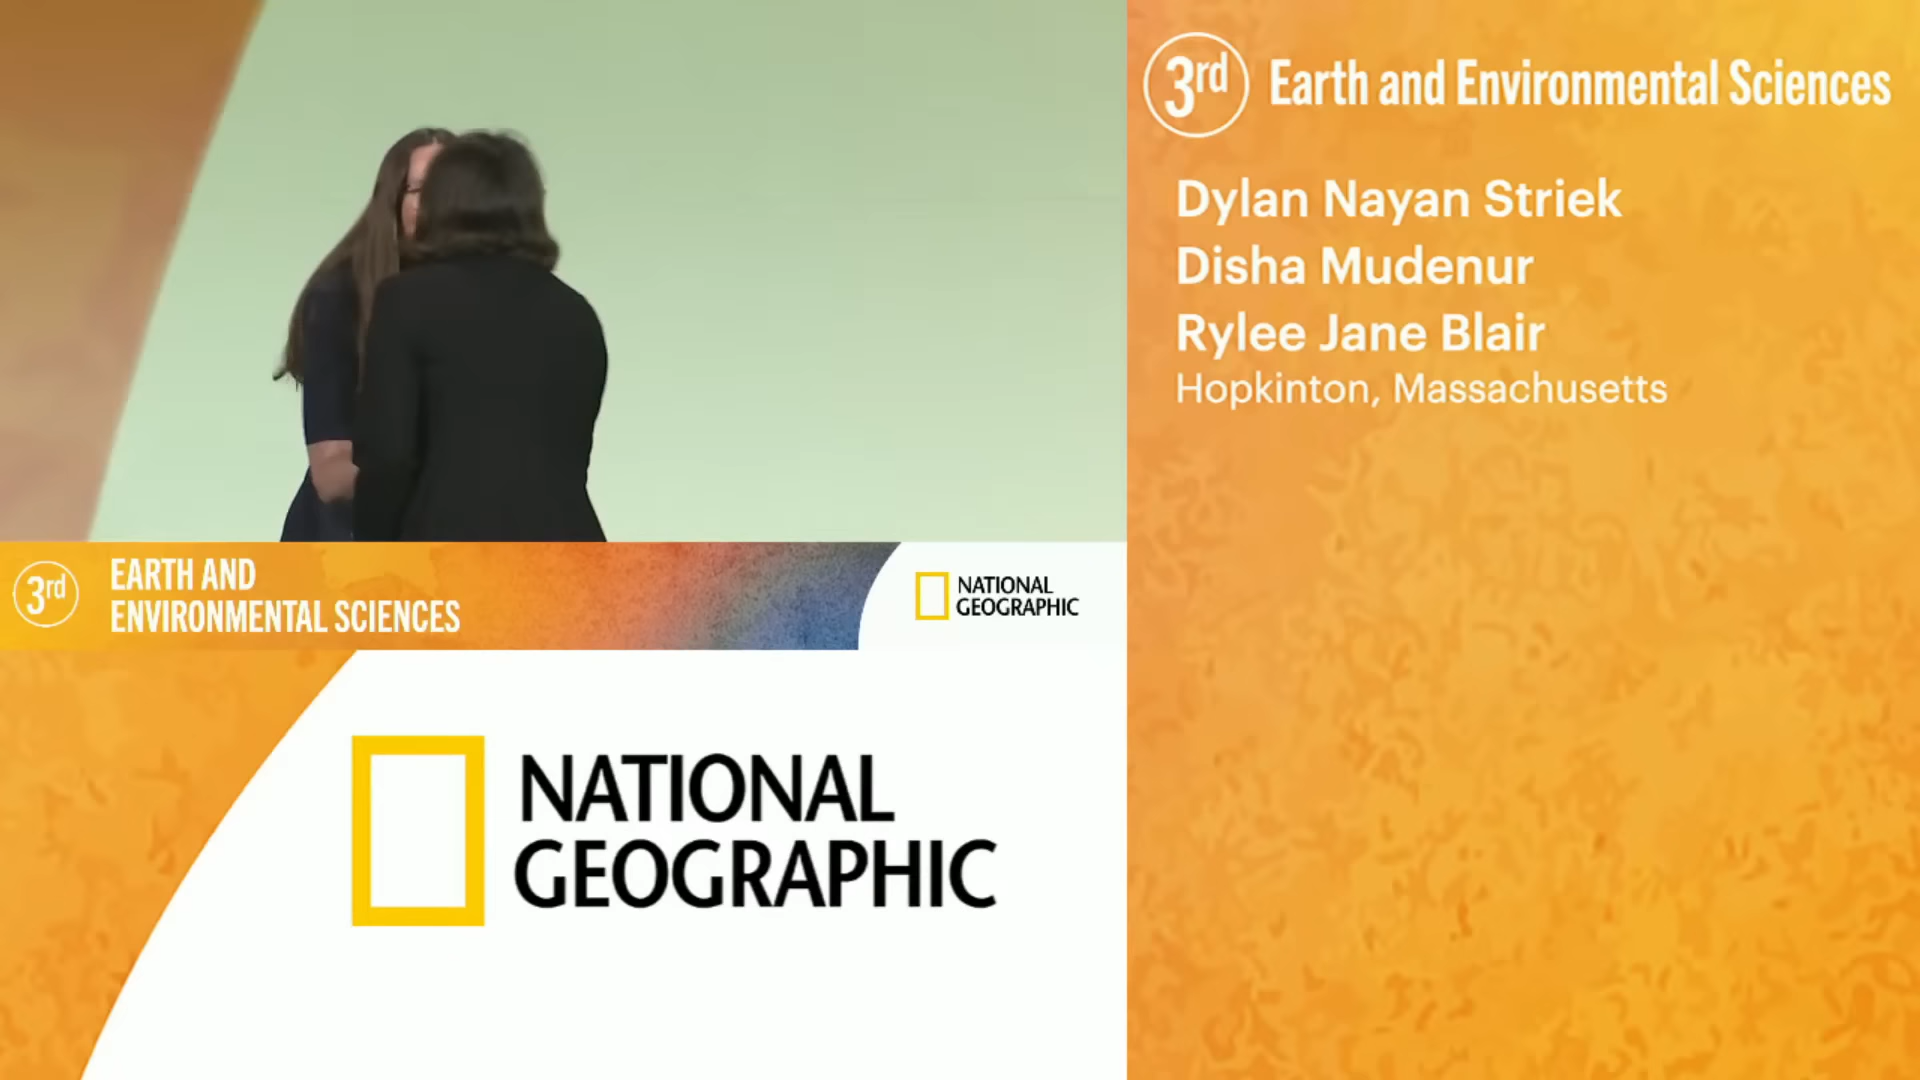 3rd Earth and Environmental Sciences
Dylan Nayan Striek
Disha Mudenur
Rylee Jane Blair
Hopkinton, Massachusetts
3rd
EARTH AND
ENVIRONMENTAL SCIENCES
NATIONAL
GEOGRAPHIC
NATIONAL
GEOGRAPHIC